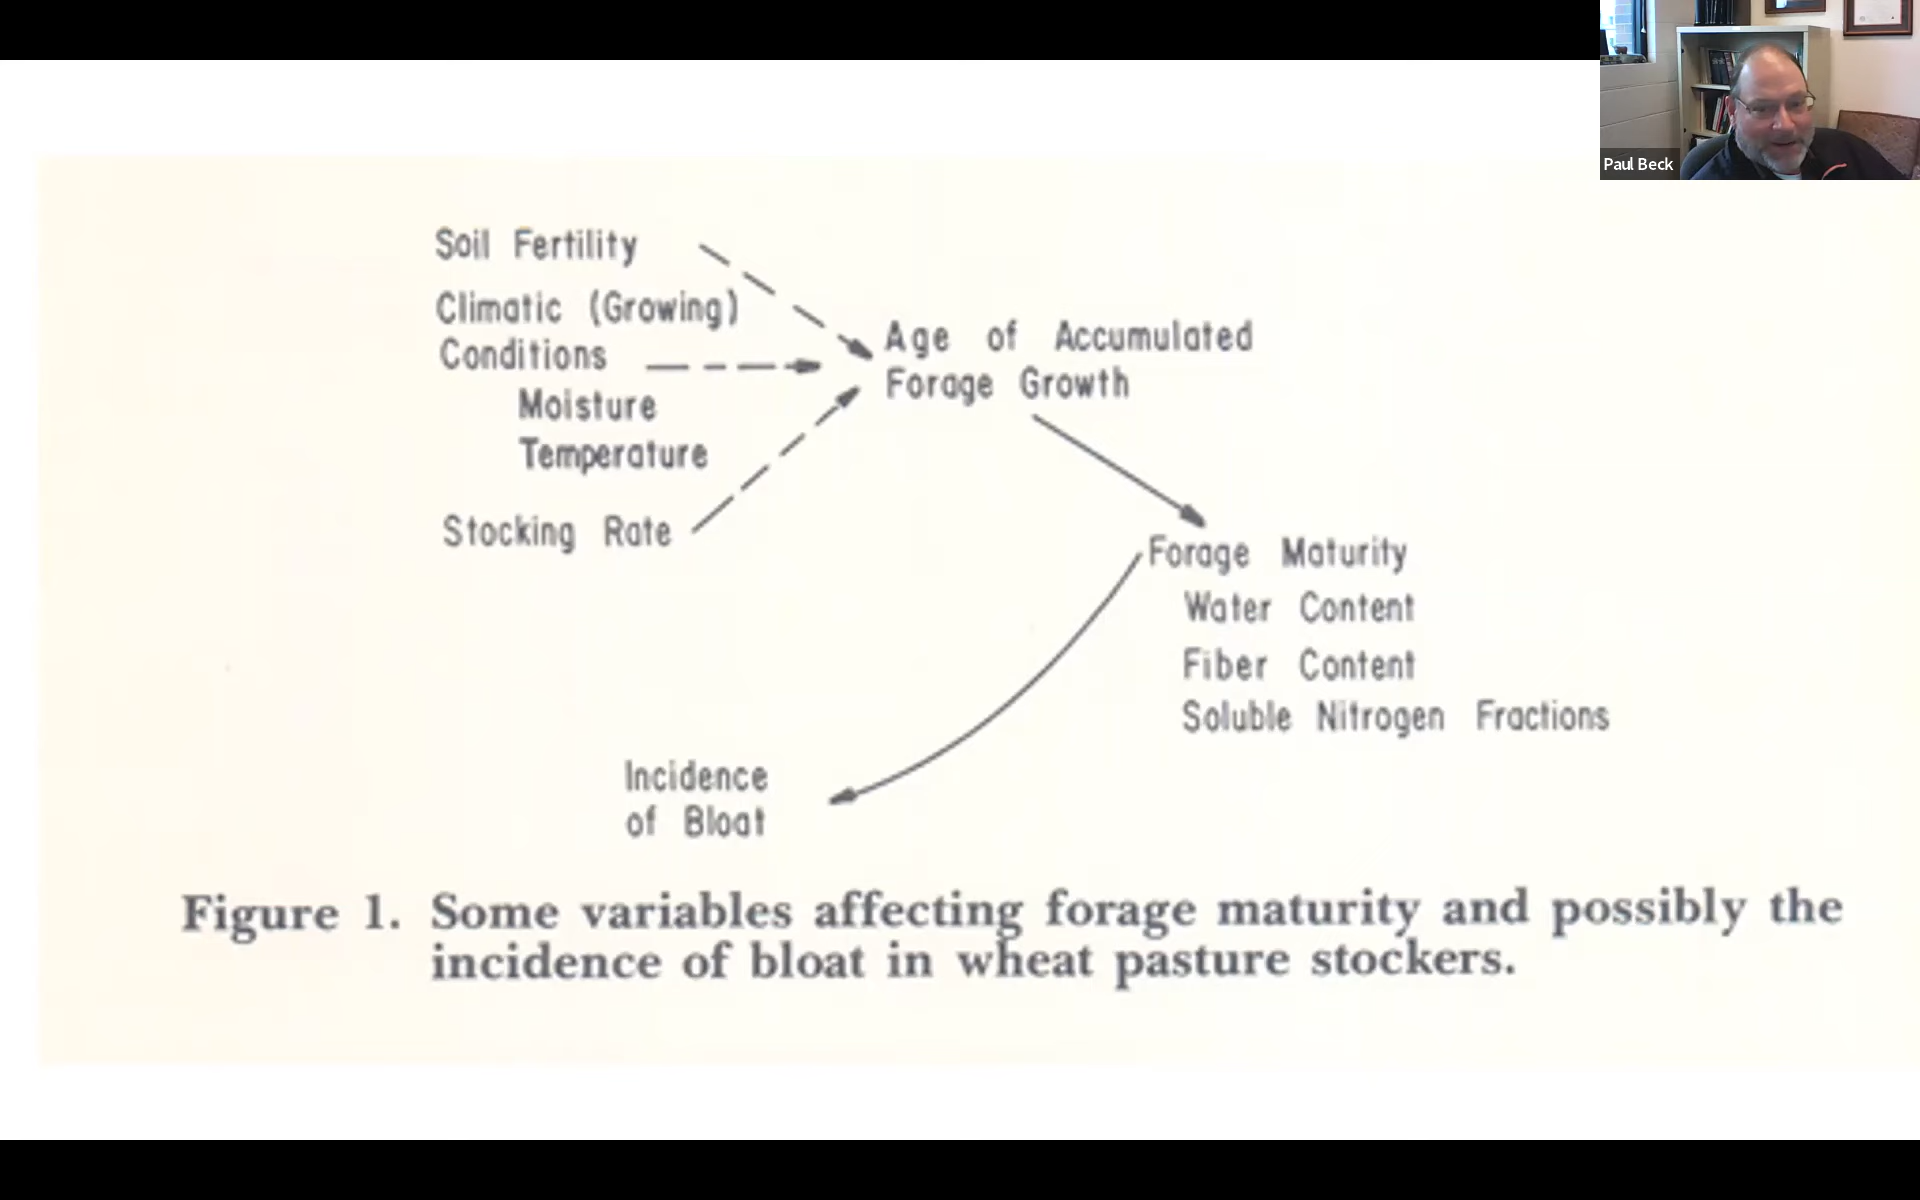 Paul Beck
Soil Fertility
Climatic (Growing)
Conditions
Moisture
Temperature
Stocking Rate
Age of Accumulated
Forage Growth
Forage Maturity
Water Content
Fiber Content
Soluble Nitrogen Fractions
Incidence
of Bloat
Figure 1. Some variables affecting forage maturity and possibly the
incidence of bloat in wheat pasture stockers.